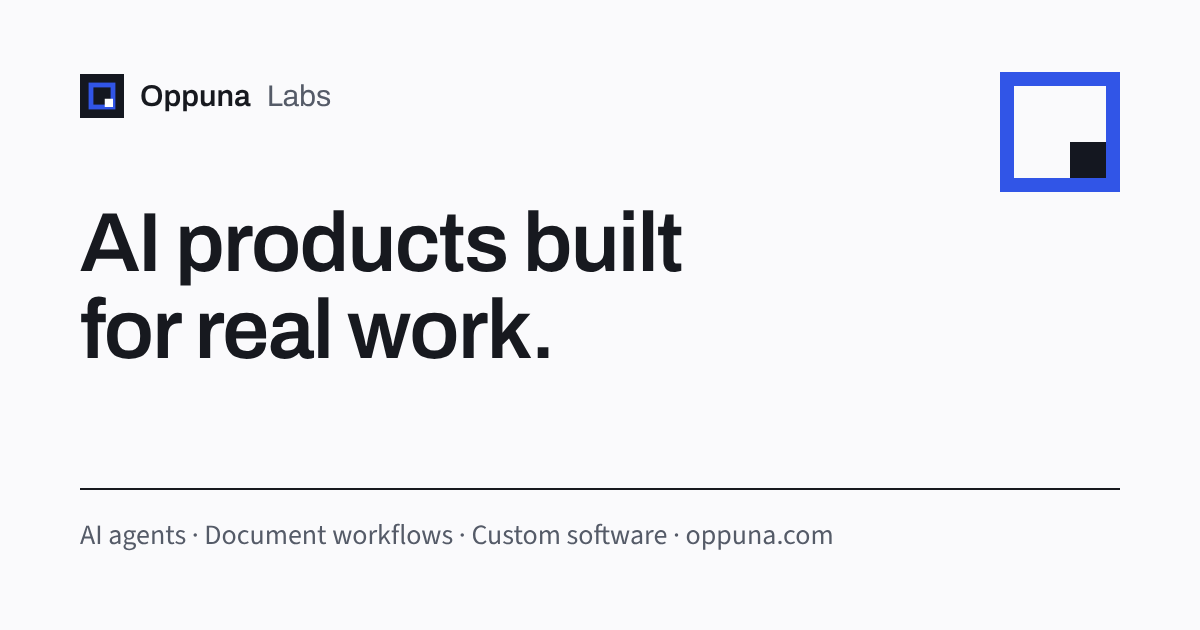 Oppuna Labs
AI products built
for real work.
AI agents · Document workflows · Custom software · oppuna.com